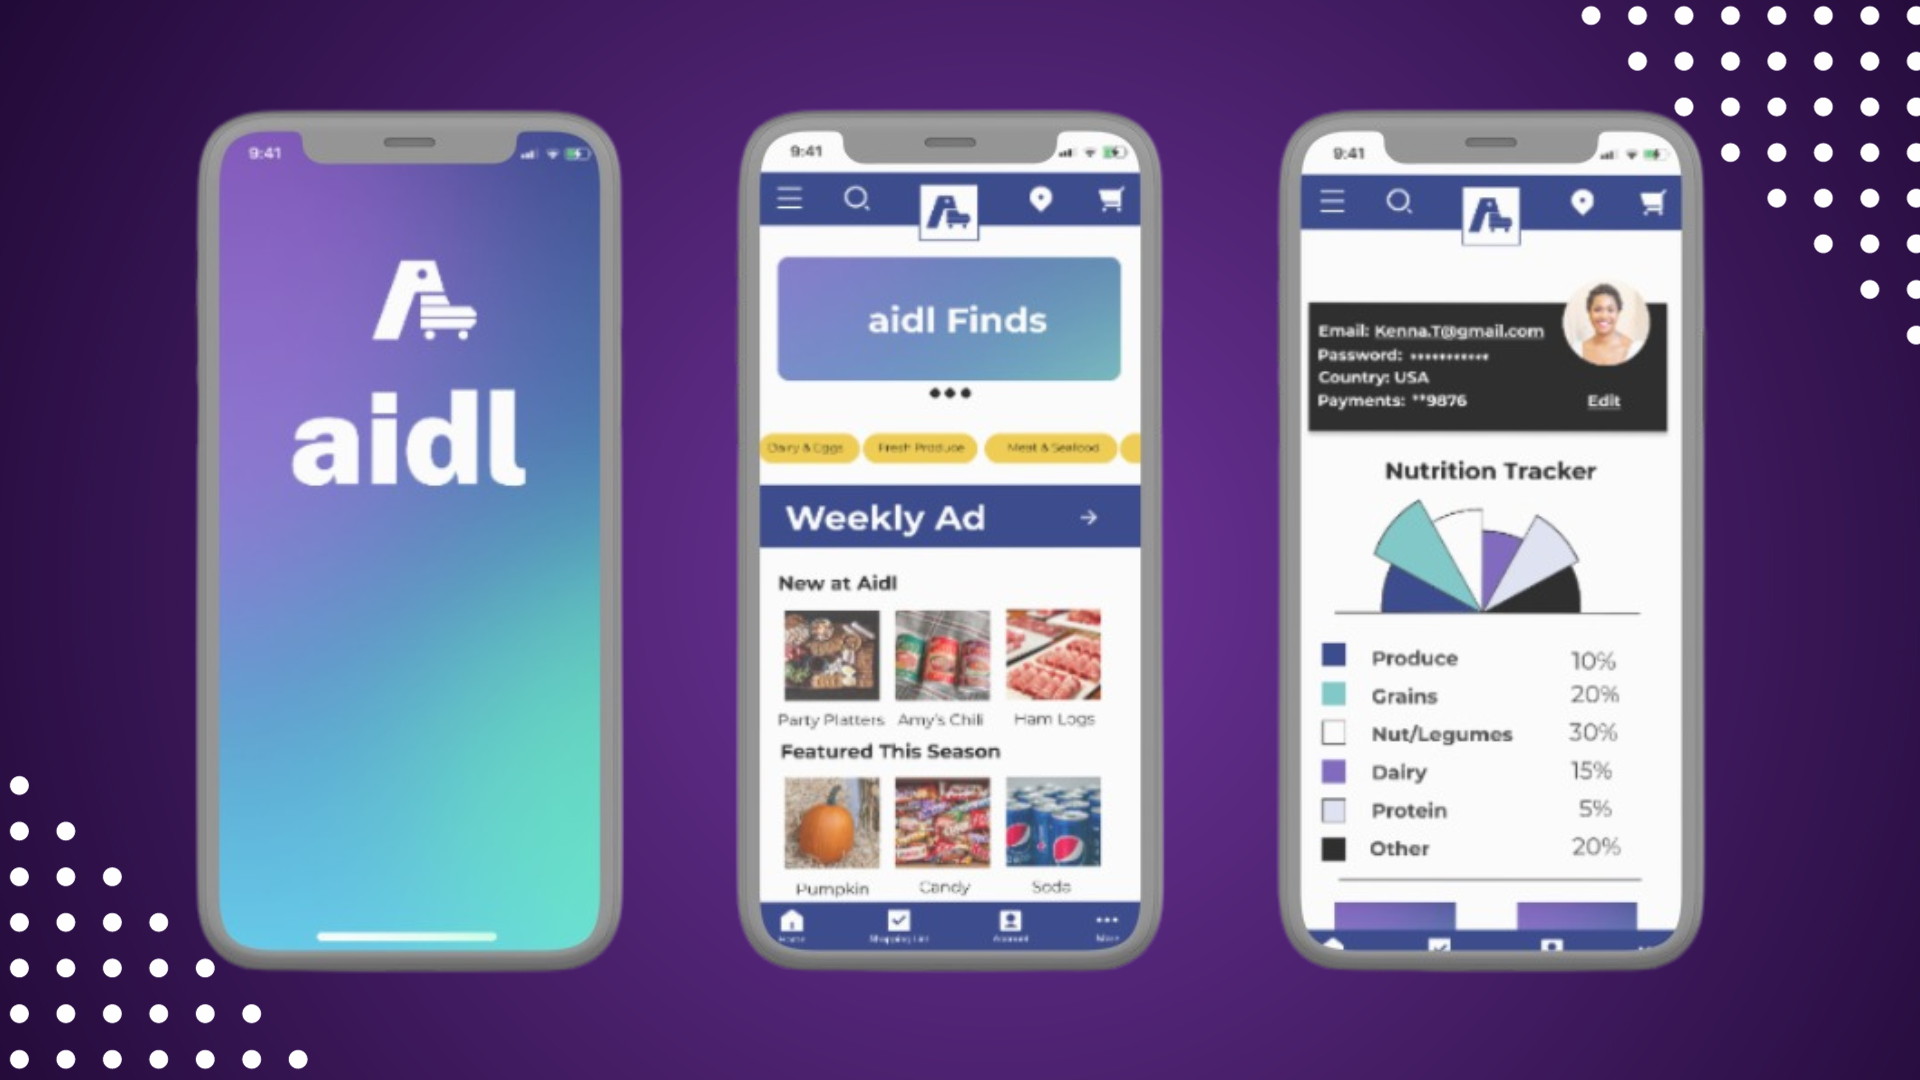 9:41
aidl
9:41
aidl Finds
Dairy & Eggs Fresh Produce Meat & Seafood
Weekly Ad
New at Aidl
Party Platters Amy's Chili Ham Logs
Featured This Season
Pumpkin Candy Soda
Home Shopping List Account More
9:41
Email: Kenna.T@gmail.com
Password: ***********
Country: USA
Payments: **9876 Edit
Nutrition Tracker
Produce 10%
Grains 20%
Nut/Legumes 30%
Dairy 15%
Protein 5%
Other 20%